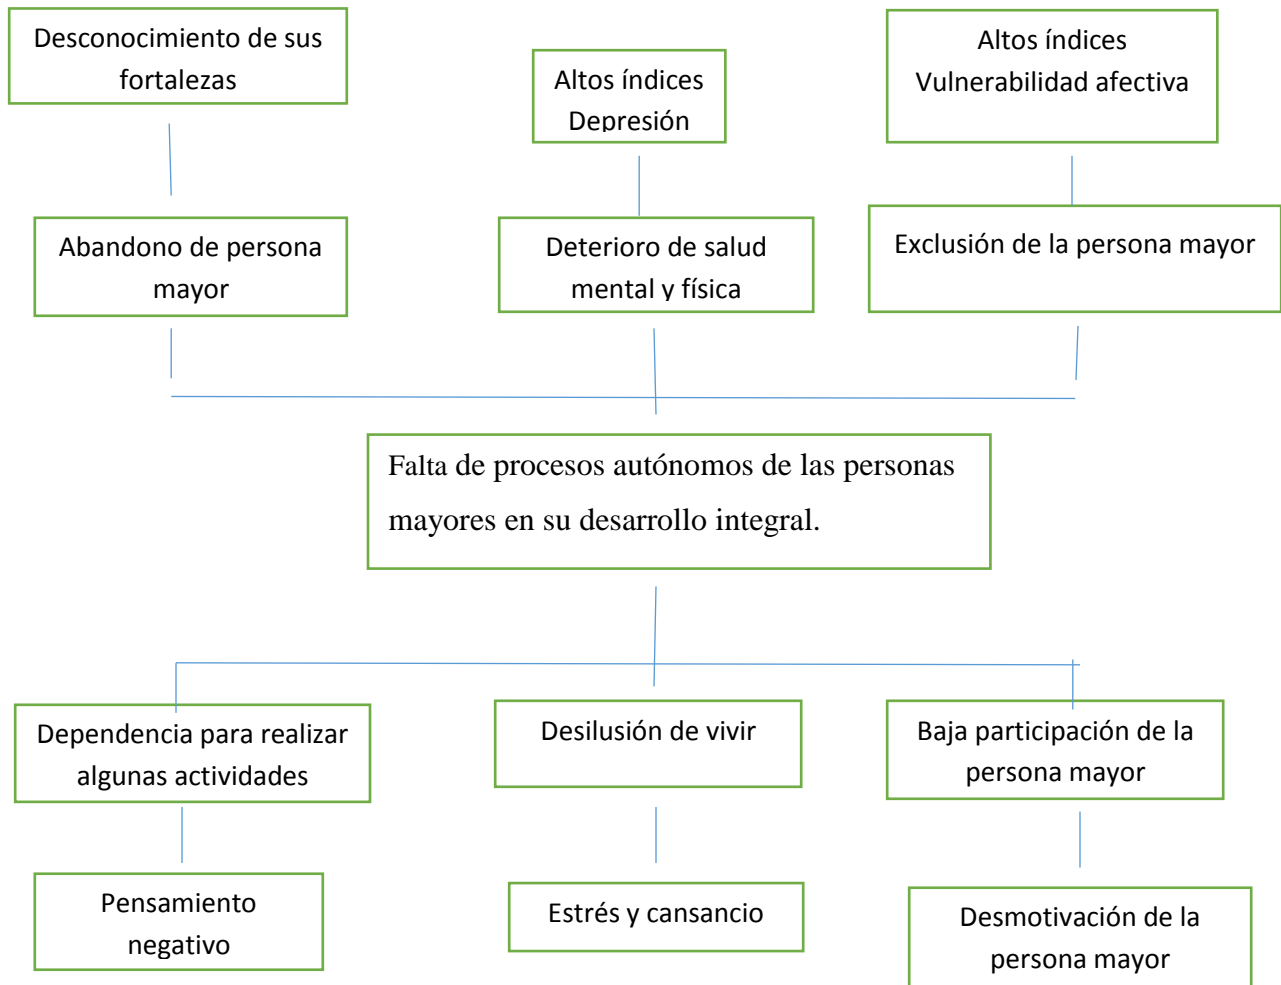 Desconocimiento de sus
fortalezas
Altos índices
Depresión
Altos índices
Vulnerabilidad afectiva
Abandono de persona
mayor
Deterioro de salud
mental y física
Exclusión de la persona mayor
Falta de procesos autónomos de las personas
mayores en su desarrollo integral.
Dependencia para realizar
algunas actividades
Desilusión de vivir
Baja participación de la
persona mayor
Pensamiento
negativo
Estrés y cansancio
Desmotivación de la
persona mayor